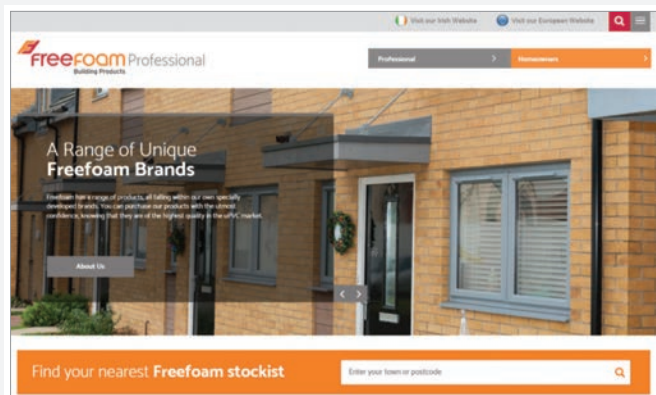 Visit our Irish Website
Visit our European Website
Freefoam Professional
Building Products
Professional
Homeowners
A Range of Unique
Freefoam Brands
Freefoam has a range of products, all falling within our own specially
developed brands. You can purchase our products with the utmost
confidence, knowing that they are of the highest quality in the uPVC market.
About Us
Find your nearest Freefoam stockist
Enter your town or postcode